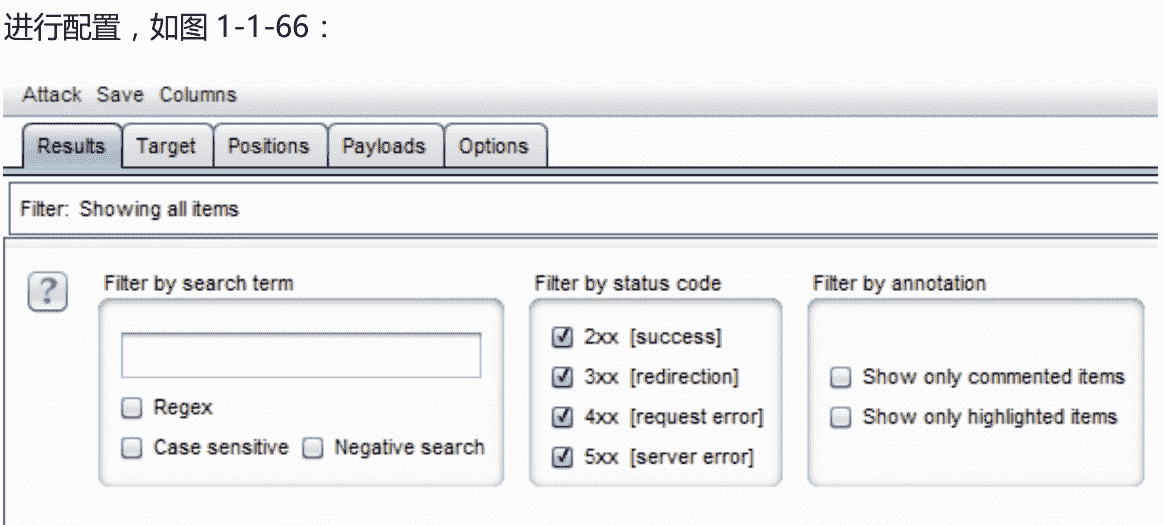 进行配置，如图 1-1-66：
Attack Save Columns
Results Target Positions Payloads Options
Filter: Showing all items
?
Filter by search term
Regex
Case sensitive Negative search
Filter by status code
2xx [success]
3xx [redirection]
4xx [request error]
5xx [server error]
Filter by annotation
Show only commented items
Show only highlighted items